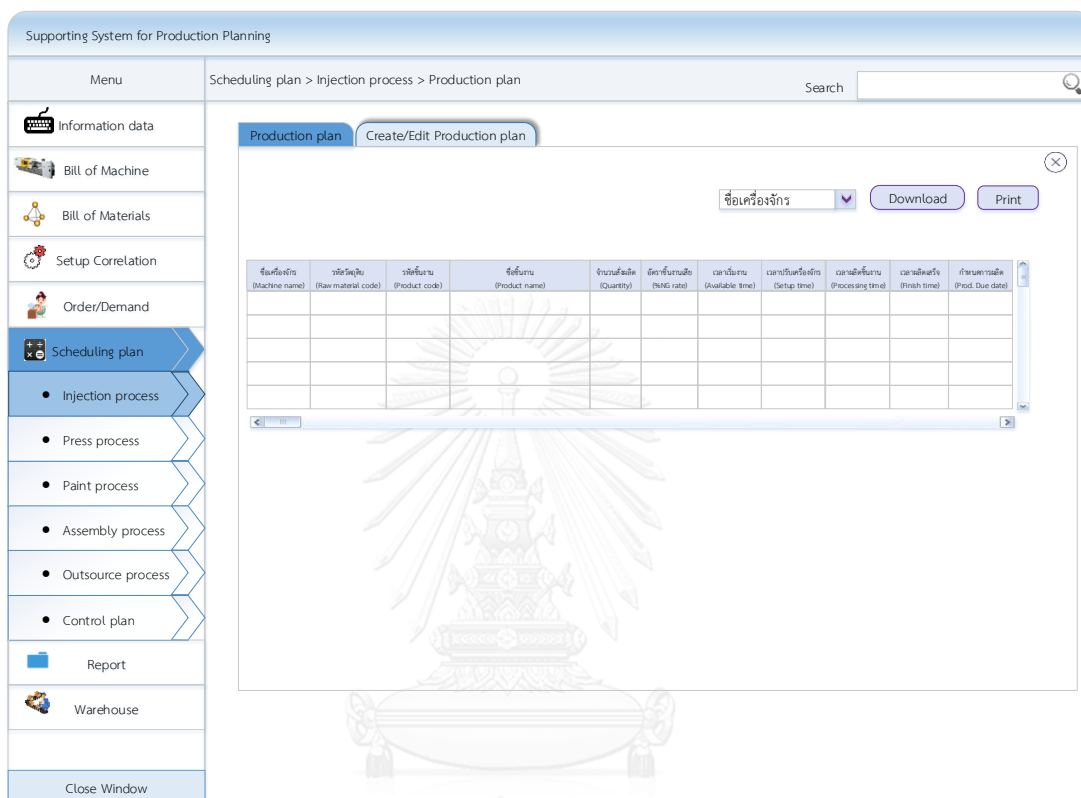 Supporting System for Production Planning
Menu
Scheduling plan > Injection process > Production plan
Search
Information data
Bill of Machine
Bill of Materials
Setup Correlation
Order/Demand
Scheduling plan
Injection process
Press process
Paint process
Assembly process
Outsource process
Control plan
Report
Warehouse
Close Window
Production plan
Create/Edit Production plan
ชื่อเครื่องจักร
Download
Print
ชื่อเครื่องจักร
(Machine name)
รหัสวัตถุดิบ
(Raw material code)
รหัสชิ้นงาน
(Product code)
ชื่อชิ้นงาน
(Product name)
จำนวนสั่งผลิต
(Quantity)
อัตราชิ้นงานเสีย
(%NG rate)
เวลาเริ่มงาน
(Available time)
เวลาปรับเครื่องจักร
(Setup time)
เวลาผลิตชิ้นงาน
(Processing time)
เวลาผลิตเสร็จ
(Finish time)
กำหนดการผลิต
(Prod. Due date)